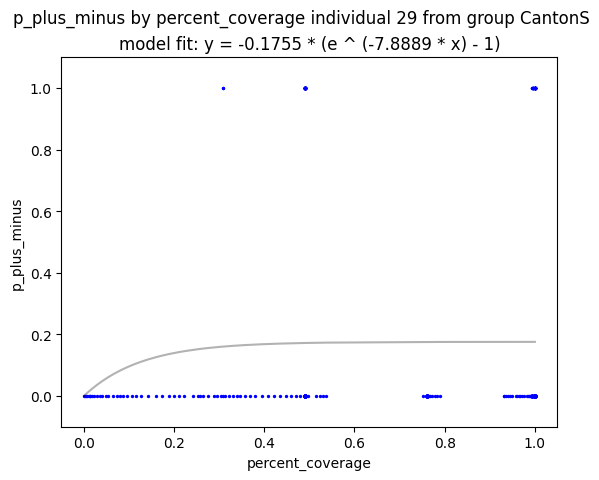 p_plus_minus by percent_coverage individual 29 from group CantonS
model fit: y = -0.1755 * (e ^ (-7.8889 * x) - 1)
1.0
0.8
0.6
0.4
0.2
0.0
p_plus_minus
0.0 0.2 0.4 0.6 0.8 1.0
percent_coverage